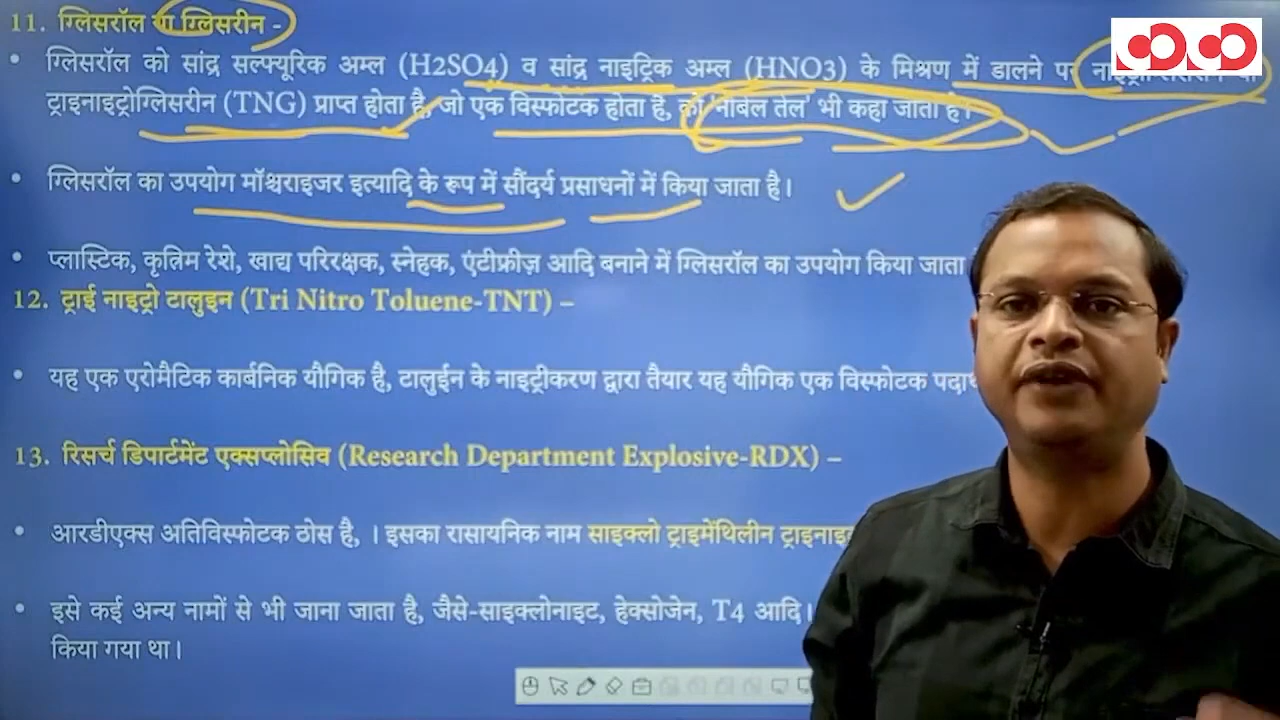 11. ग्लिसरॉल या ग्लिसरीन -
• ग्लिसरॉल को सांद्र सल्फ्यूरिक अम्ल (H2SO4) व सांद्र नाइट्रिक अम्ल (HNO3) के मिश्रण में डालने पर
ट्राइनाइट्रोग्लिसरीन (TNG) प्राप्त होता है, जो एक विस्फोटक होता है, को 'नोबेल तेल' भी कहा जाता है।
• ग्लिसरॉल का उपयोग मॉश्चराइजर इत्यादि के रूप में सौंदर्य प्रसाधनों में किया जाता है।
• प्लास्टिक, कृत्रिम रेशे, खाद्य परिरक्षक, स्नेहक, एंटीफ्रीज़ आदि बनाने में ग्लिसरॉल का उपयोग किया जाता
12. ट्राई नाइट्रो टालुइन (Tri Nitro Toluene-TNT) –
• यह एक एरोमैटिक कार्बनिक यौगिक है, टालुईन के नाइट्रीकरण द्वारा तैयार यह यौगिक एक विस्फोटक
13. रिसर्च डिपार्टमेंट एक्सप्लोसिव (Research Department Explosive-RDX) –
• आरडीएक्स अतिविस्फोटक ठोस है, । इसका रासायनिक नाम साइक्लो ट्राइमेंथिलीन
• इसे कई अन्य नामों से भी जाना जाता है, जैसे-साइक्लोनाइट, हेक्सोजेन, T4 आदि।
किया गया था।